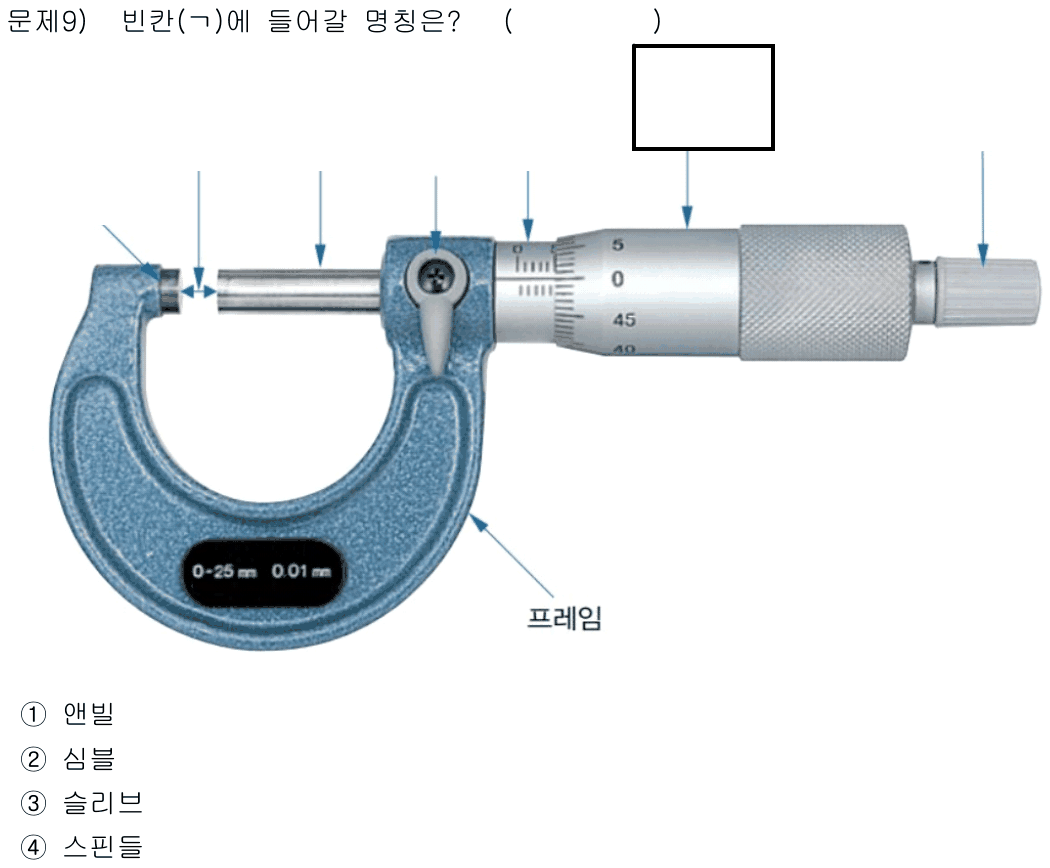 문제9) 빈칸(ㄱ)에 들어갈 명칭은? ( )
0
5
0
45
40
0-25 mm 0.01 mm
프레임
① 앤빌
② 심블
③ 슬리브
④ 스핀들